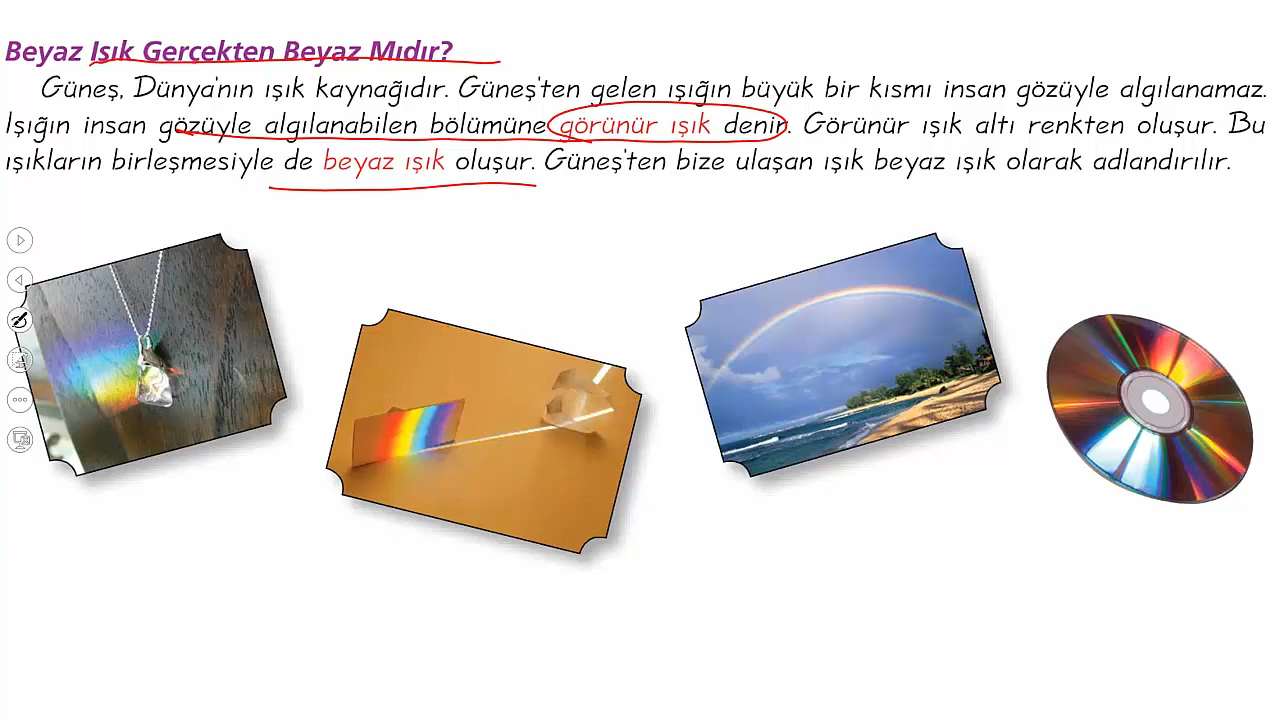 Beyaz Işık Gerçekten Beyaz Mıdır?
Güneş, Dünya'nın ışık kaynağıdır. Güneş'ten gelen ışığın büyük bir kısmı insan gözüyle algılanamaz.
Işığın insan gözüyle algılanabilen bölümüne görünür ışık denir. Görünür ışık altı renkten oluşur. Bu
ışıkların birleşmesiyle de beyaz ışık oluşur. Güneş'ten bize ulaşan ışık beyaz ışık olarak adlandırılır.